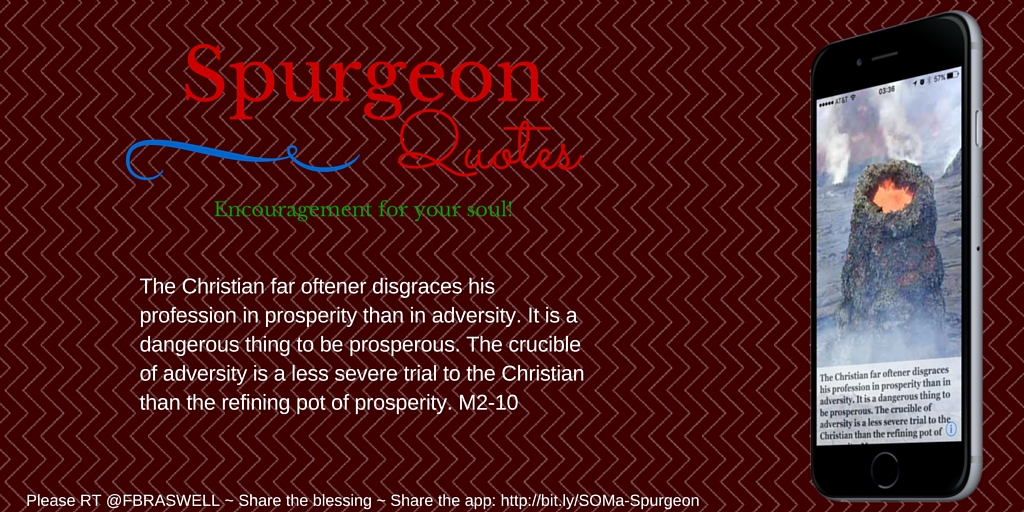 Spurgeon
Quotes
Encouragement for your soul!
The Christian far oftener disgraces his
profession in prosperity than in adversity. It is a
dangerous thing to be prosperous. The crucible
of adversity is a less severe trial to the Christian
than the refining pot of prosperity. M2-10
Please RT @FBRASWELL ~ Share the blessing ~ Share the app: http://bit.ly/SOMa-Spurgeon
AT&T 03:36 57%
The Christian far oftener disgraces
his profession in prosperity than in
adversity. It is a dangerous thing to
be prosperous. The crucible of
adversity is a less severe trial to the
Christian than the refining pot of